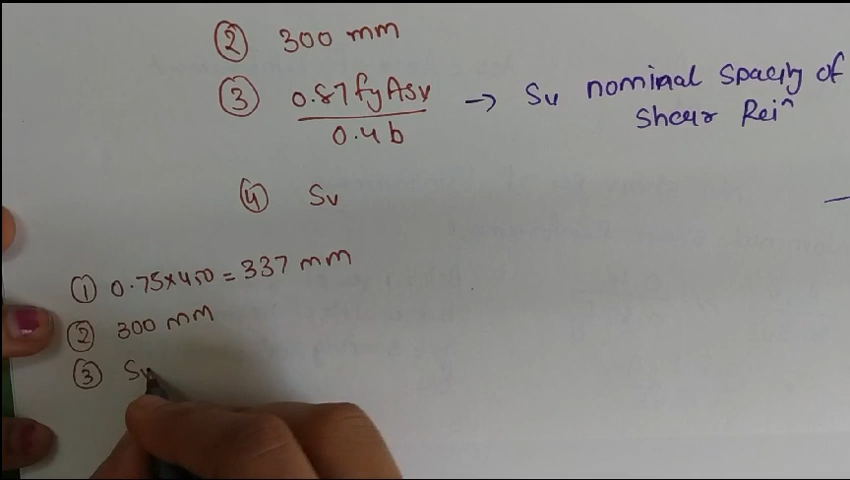 ② 300 mm
③ 0.87 fy Asv / 0.4 b → Sv nominal spacing of
Shear Reiⁿ
④ Sv
① 0.75×450 = 337 mm
② 300 mm
③ Sv